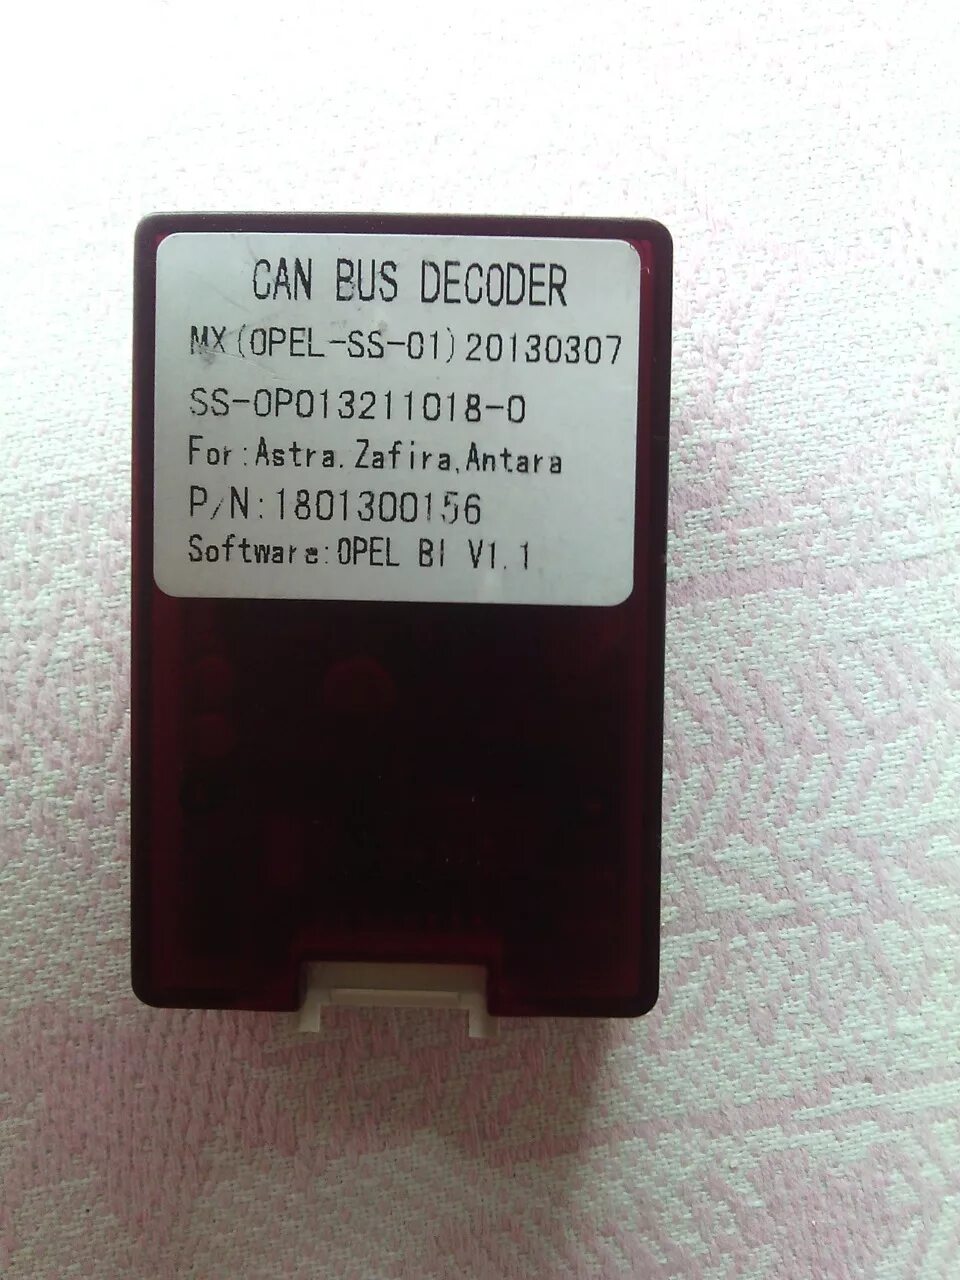 CAN BUS DECODER
MX(OPEL-SS-01)20130307
SS-OP013211018-0
For:Astra.Zafira,Antara
P/N:1801300156
Software:OPEL BI V1.1